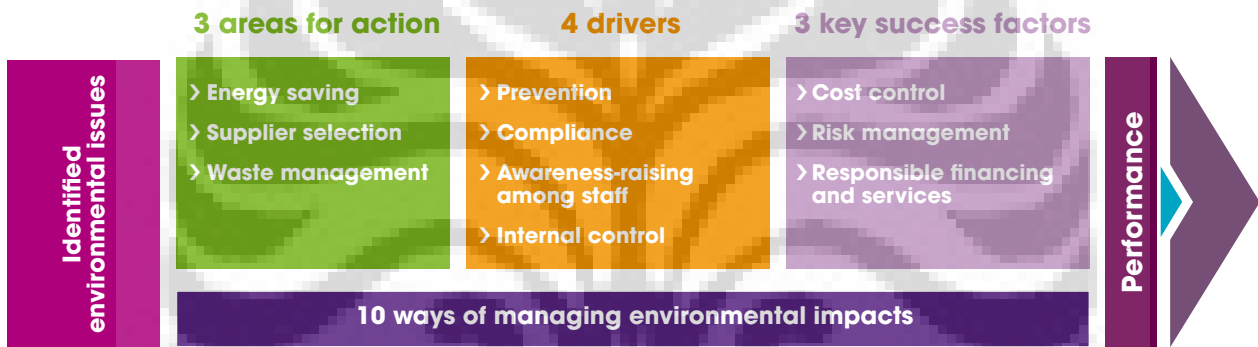 3 areas for action
4 drivers
3 key success factors
Identified
environmental issues
› Energy saving
› Supplier selection
› Waste management
› Prevention
› Compliance
› Awareness-raising
among staff
› Internal control
› Cost control
› Risk management
› Responsible financing
and services
Performance
10 ways of managing environmental impacts